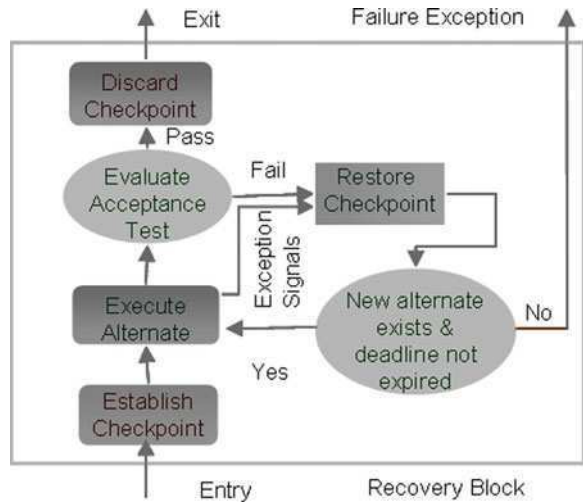 Exit
Failure Exception
Discard
Checkpoint
Pass
Evaluate
Acceptance
Test
Fail
Restore
Checkpoint
Exception
Signals
Execute
Alternate
New alternate
exists &
deadline not
expired
No
Yes
Establish
Checkpoint
Entry
Recovery Block